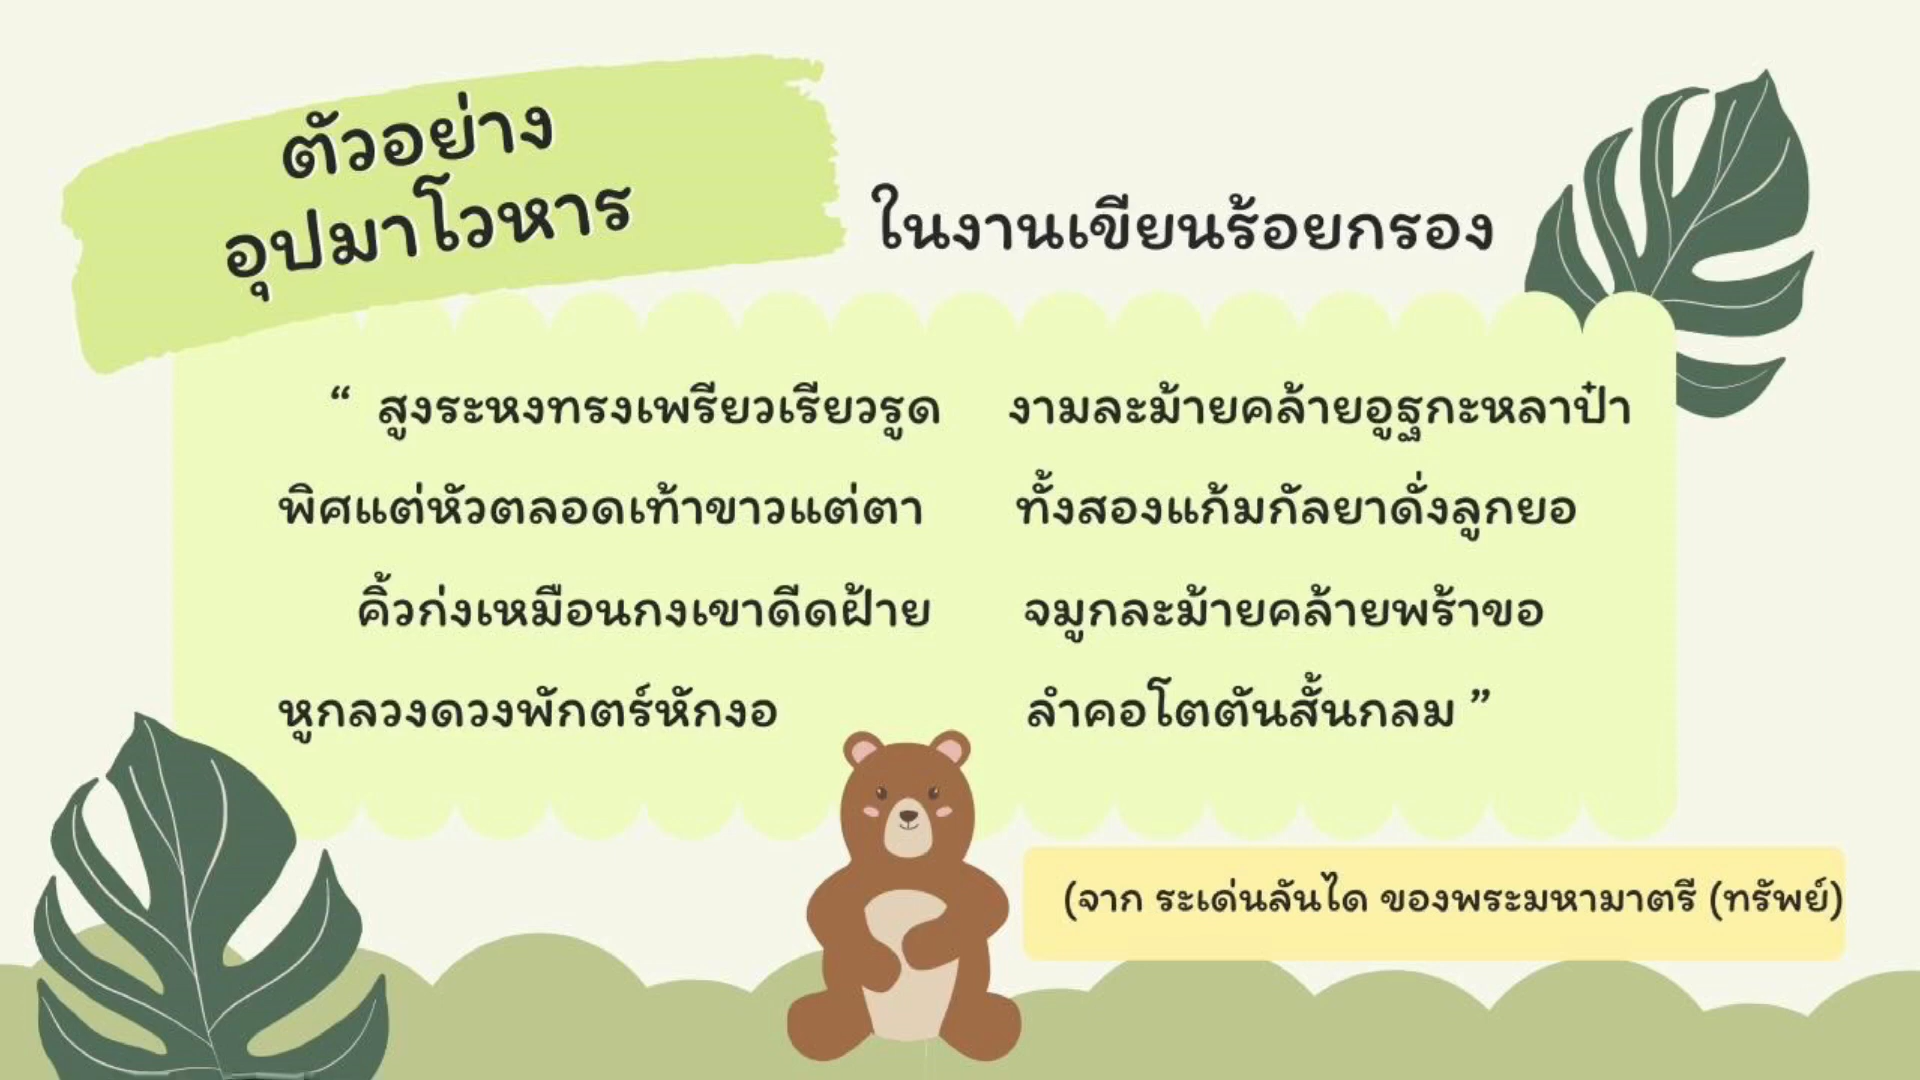 ตัวอย่าง
อุปมาโวหาร
ในงานเขียนร้อยกรอง
“ สูงระหงทรงเพรียวเรียวรูด งามละม้ายคล้ายอูฐกะหลาป๋า
พิศแต่หัวตลอดเท้าขาวแต่ตา ทั้งสองแก้มกัลยาดั่งลูกยอ
คิ้วก่งเหมือนกงเขาดีดฝ้าย จมูกละม้ายคล้ายพร้าขอ
หูกลวงดวงพักตร์หักงอ ลำคอโตตันสั้นกลม ”
(จาก ระเด่นลันได ของพระมหามาตรี (ทรัพย์)